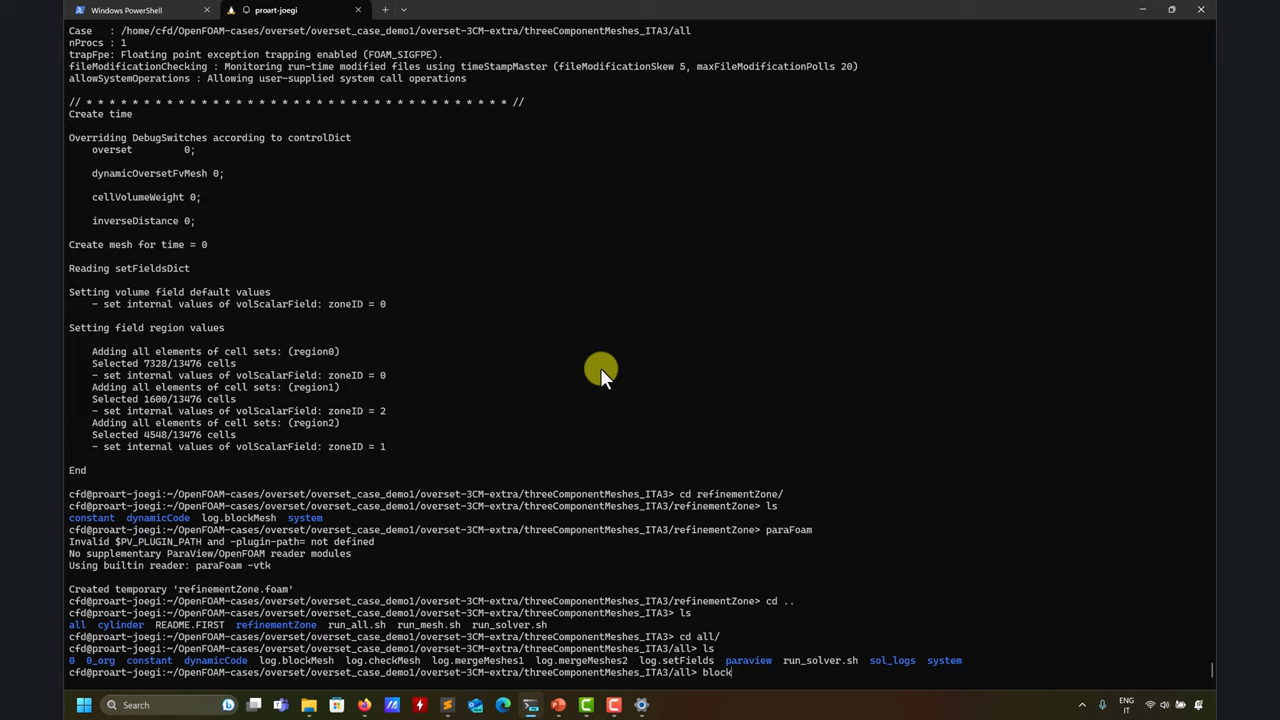 Windows PowerShell
proart-joegi
Case   : /home/cfd/OpenFOAM-cases/overset/overset_case_demo1/overset-3CM-extra/threeComponentMeshes_ITA3/all
nProcs : 1
trapFpe: Floating point exception trapping enabled (FOAM_SIGFPE).
fileModificationChecking : Monitoring run-time modified files using timeStampMaster (fileModificationSkew 5, maxFileModificationPolls 20)
allowSystemOperations : Allowing user-supplied system call operations
// * * * * * * * * * * * * * * * * * * * * * * * * * * * * * * * * * * * * * //
Create time
Overriding DebugSwitches according to controlDict
overset         0;
dynamicOversetFvMesh 0;
cellVolumeWeight 0;
inverseDistance 0;
Create mesh for time = 0
Reading setFieldsDict
Setting volume field default values
- set internal values of volScalarField: zoneID = 0
Setting field region values
Adding all elements of cell sets: (region0)
Selected 7328/13476 cells
- set internal values of volScalarField: zoneID = 0
Adding all elements of cell sets: (region1)
Selected 1600/13476 cells
- set internal values of volScalarField: zoneID = 2
Adding all elements of cell sets: (region2)
Selected 4548/13476 cells
- set internal values of volScalarField: zoneID = 1
End
cfd@proart-joegi:~/OpenFOAM-cases/overset/overset_case_demo1/overset-3CM-extra/threeComponentMeshes_ITA3> cd refinementZone/
cfd@proart-joegi:~/OpenFOAM-cases/overset/overset_case_demo1/overset-3CM-extra/threeComponentMeshes_ITA3/refinementZone> ls
constant  dynamicCode  log.blockMesh  system
cfd@proart-joegi:~/OpenFOAM-cases/overset/overset_case_demo1/overset-3CM-extra/threeComponentMeshes_ITA3/refinementZone> paraFoam
Invalid $PV_PLUGIN_PATH and -plugin-path= not defined
No supplementary ParaView/OpenFOAM reader modules
Using builtin reader: paraFoam -vtk
Created temporary 'refinementZone.foam'
cfd@proart-joegi:~/OpenFOAM-cases/overset/overset_case_demo1/overset-3CM-extra/threeComponentMeshes_ITA3/refinementZone> cd ..
cfd@proart-joegi:~/OpenFOAM-cases/overset/overset_case_demo1/overset-3CM-extra/threeComponentMeshes_ITA3> ls
all  cylinder  README.FIRST  refinementZone  run_all.sh  run_mesh.sh  run_solver.sh
cfd@proart-joegi:~/OpenFOAM-cases/overset/overset_case_demo1/overset-3CM-extra/threeComponentMeshes_ITA3> cd all/
cfd@proart-joegi:~/OpenFOAM-cases/overset/overset_case_demo1/overset-3CM-extra/threeComponentMeshes_ITA3/all> ls
0  0_org  constant  dynamicCode  log.blockMesh  log.checkMesh  log.mergeMeshes1  log.mergeMeshes2  log.setFields  paraview  run_solver.sh  sol_logs  system
cfd@proart-joegi:~/OpenFOAM-cases/overset/overset_case_demo1/overset-3CM-extra/threeComponentMeshes_ITA3/all> block
Search
ENG
IT